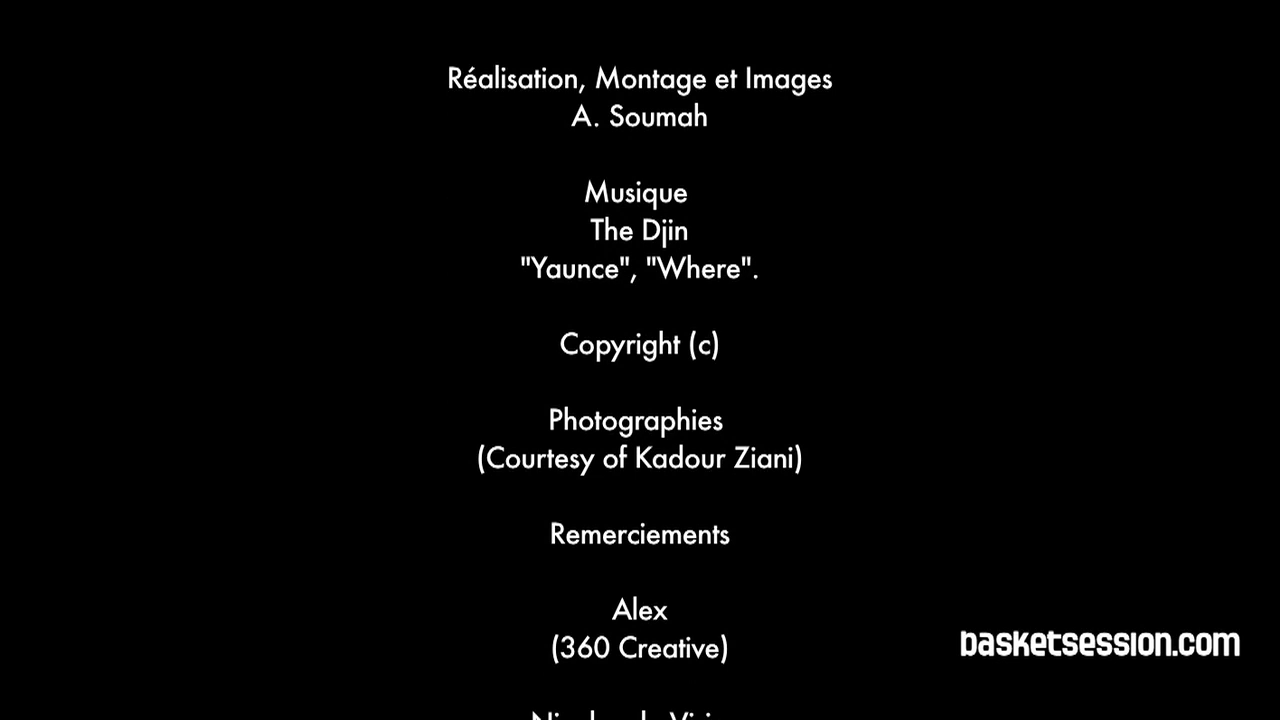 Réalisation, Montage et Images
A. Soumah
Musique
The Djin
"Yaunce", "Where".
Copyright (c)
Photographies
(Courtesy of Kadour Ziani)
Remerciements
Alex
(360 Creative)
basketsession.com